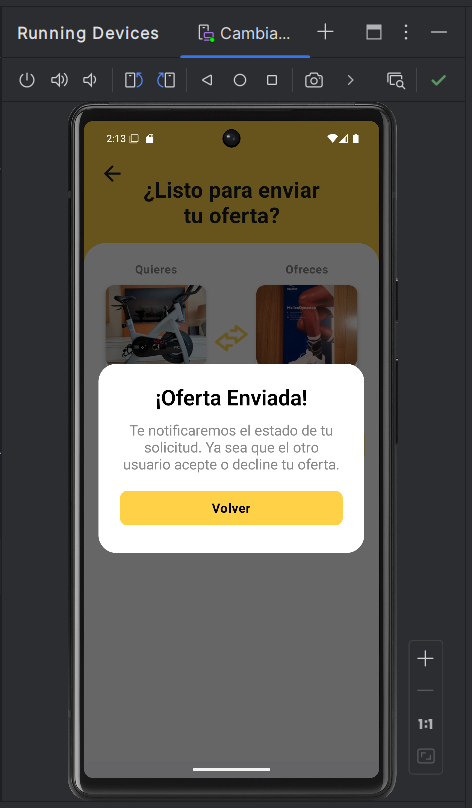 Running Devices
Cambia...
2:13
¿Listo para enviar
tu oferta?
Quieres
Ofreces
¡Oferta Enviada!
Te notificaremos el estado de tu
solicitud. Ya sea que el otro
usuario acepte o decline tu oferta.
Volver
1:1